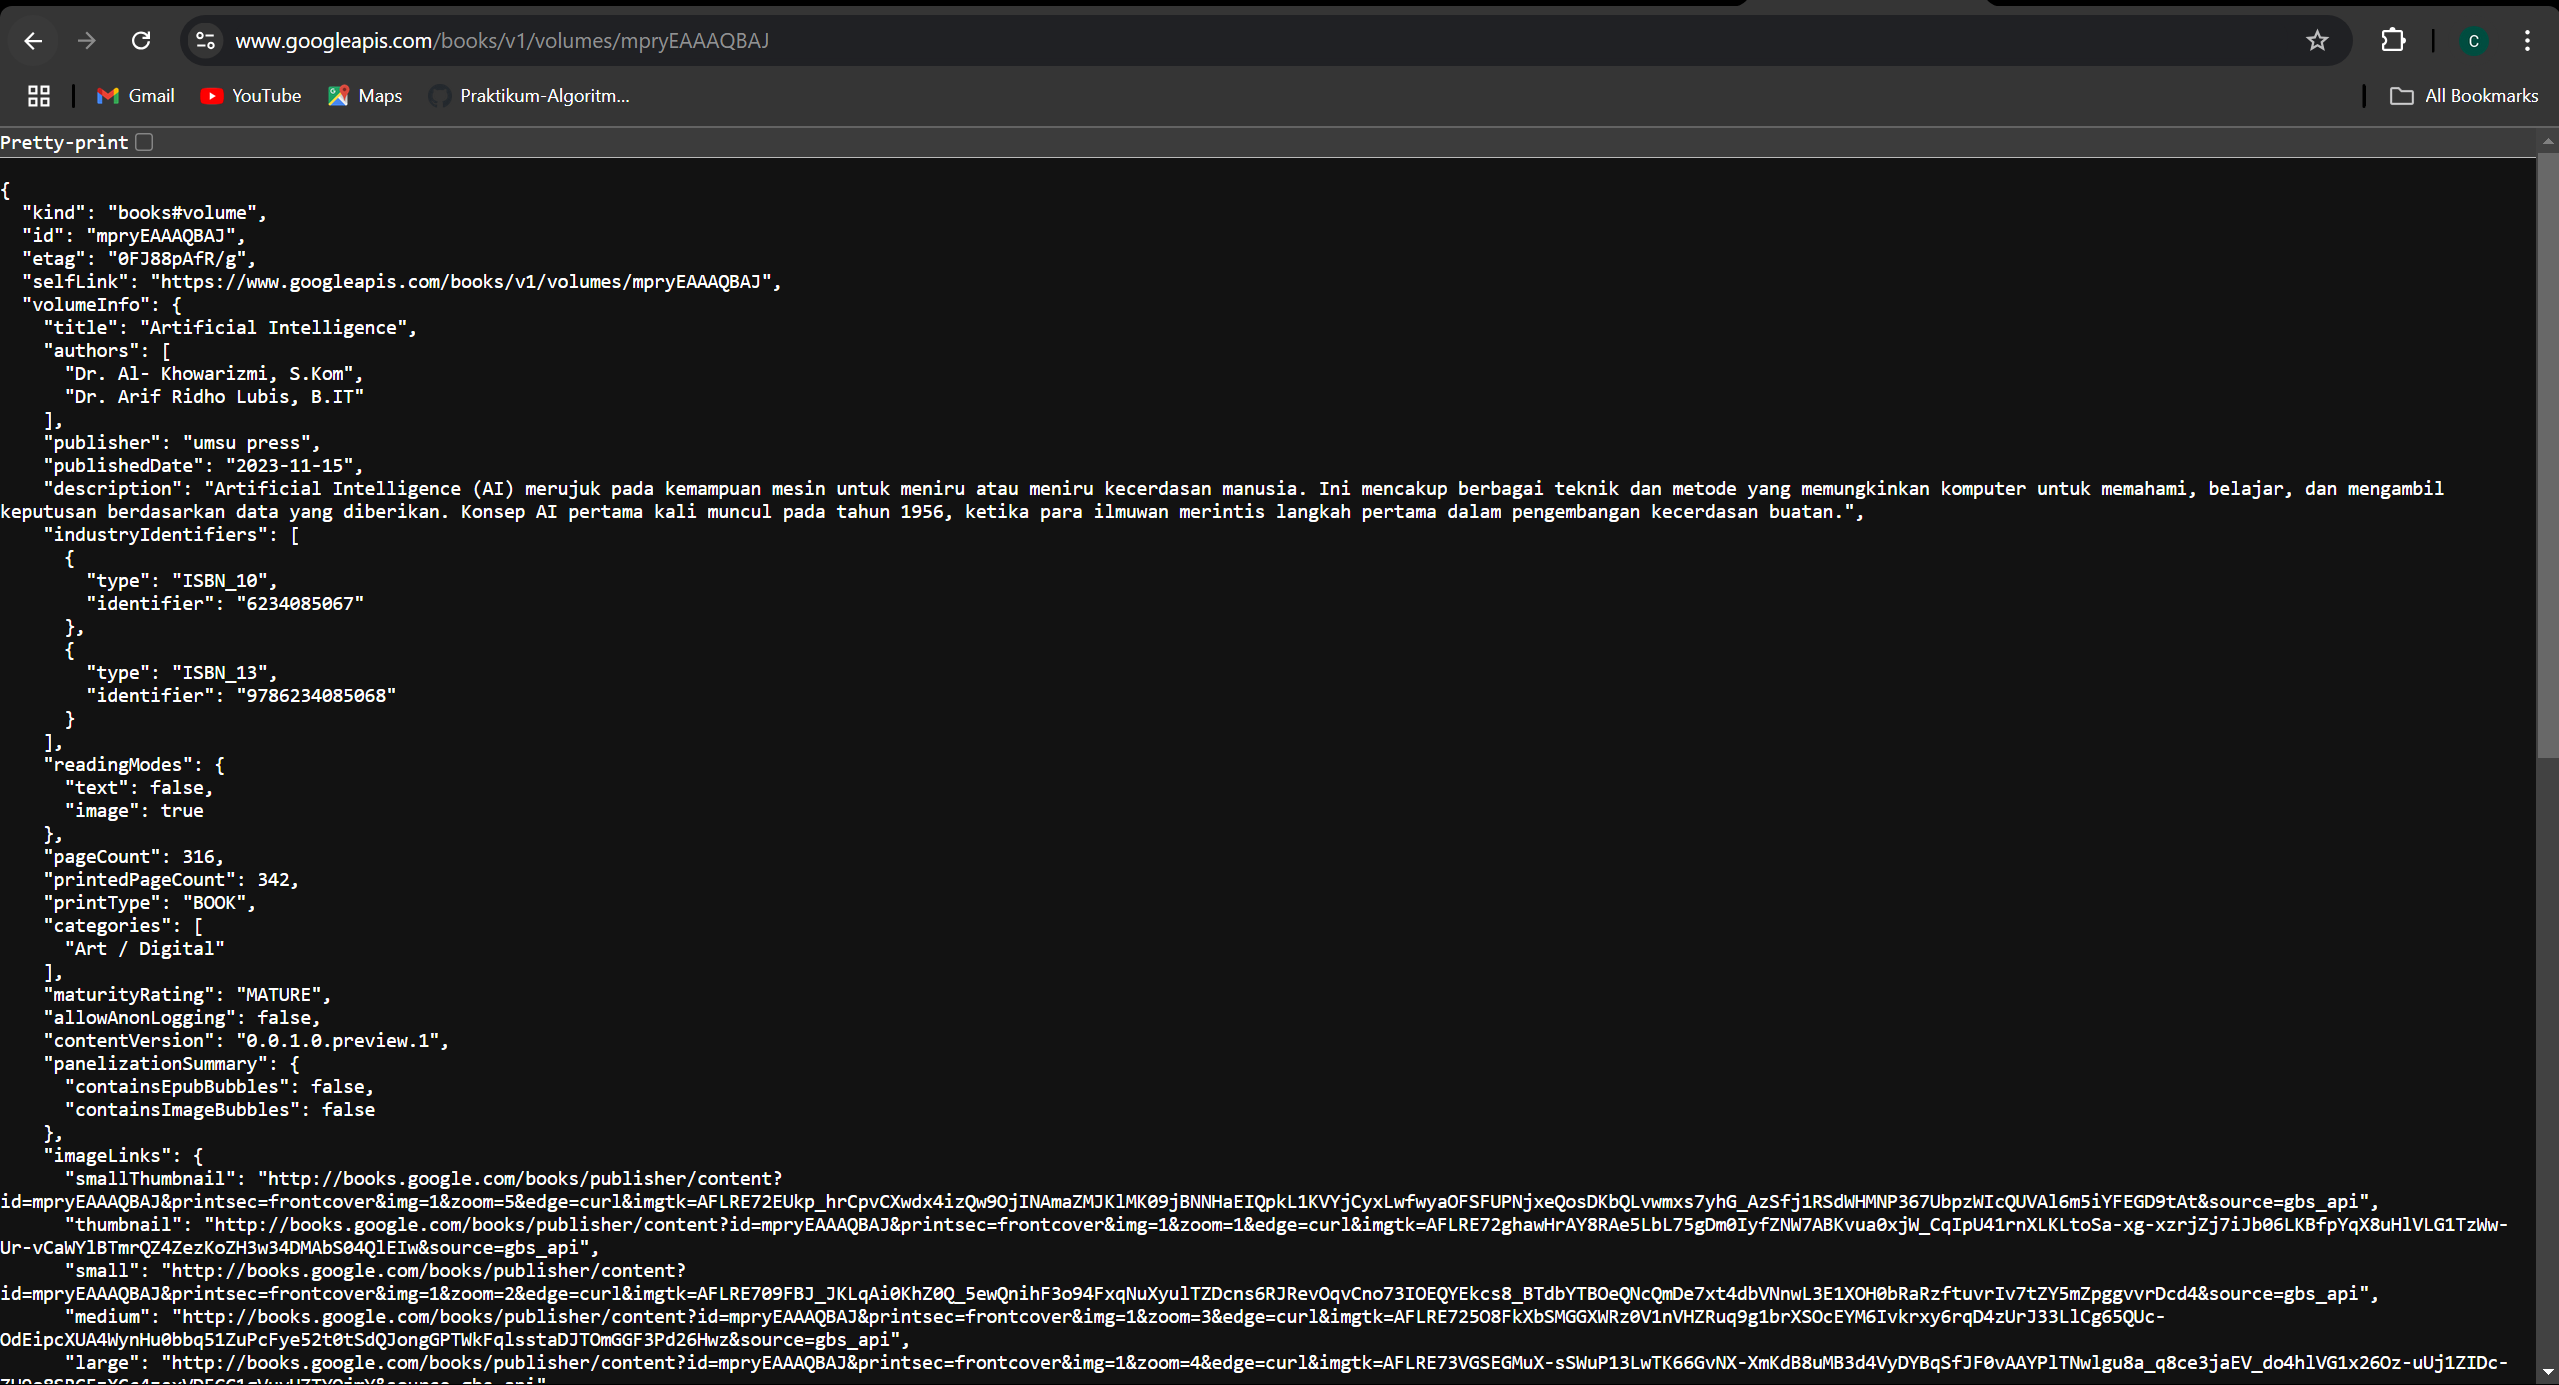 www.googleapis.com/books/v1/volumes/mpryEAAAQBAJ
C
Gmail
YouTube
Maps
Praktikum-Algoritm...
All Bookmarks
Pretty-print
{
"kind": "books#volume",
"id": "mpryEAAAQBAJ",
"etag": "0FJ88pAfR/g",
"selfLink": "https://www.googleapis.com/books/v1/volumes/mpryEAAAQBAJ",
"volumeInfo": {
"title": "Artificial Intelligence",
"authors": [
"Dr. Al- Khowarizmi, S.Kom",
"Dr. Arif Ridho Lubis, B.IT"
],
"publisher": "umsu press",
"publishedDate": "2023-11-15",
"description": "Artificial Intelligence (AI) merujuk pada kemampuan mesin untuk meniru atau meniru kecerdasan manusia. Ini mencakup berbagai teknik dan metode yang memungkinkan komputer untuk memahami, belajar, dan mengambil
keputusan berdasarkan data yang diberikan. Konsep AI pertama kali muncul pada tahun 1956, ketika para ilmuwan merintis langkah pertama dalam pengembangan kecerdasan buatan.",
"industryIdentifiers": [
{
"type": "ISBN_10",
"identifier": "6234085067"
},
{
"type": "ISBN_13",
"identifier": "9786234085068"
}
],
"readingModes": {
"text": false,
"image": true
},
"pageCount": 316,
"printedPageCount": 342,
"printType": "BOOK",
"categories": [
"Art / Digital"
],
"maturityRating": "MATURE",
"allowAnonLogging": false,
"contentVersion": "0.0.1.0.preview.1",
"panelizationSummary": {
"containsEpubBubbles": false,
"containsImageBubbles": false
},
"imageLinks": {
"smallThumbnail": "http://books.google.com/books/publisher/content?
id=mpryEAAAQBAJ&printsec=frontcover&img=1&zoom=5&edge=curl&imgtk=AFLRE72EUkp_hrCpvCXwdx4izQw9OjINAmaZMJKlMK09jBNNHaEIQpkL1KVYjCyxLwfwyaOFSFUPNjxeQosDKbQLvwmxs7yhG_AzSfj1RSdWHMNP367UbpzWIcQUVAl6m5iYFEGD9tAt&source=gbs_api",
"thumbnail": "http://books.google.com/books/publisher/content?id=mpryEAAAQBAJ&printsec=frontcover&img=1&zoom=1&edge=curl&imgtk=AFLRE72ghawHrAY8RAe5LbL75gDm0IyfZNW7ABKvua0xjW_CqIpU41rnXLKLtoSa-xg-xzrjZj7iJb06LKBfpYqX8uHlVLG1TzWw-
Ur-vCaWYlBTmrQZ4ZezKoZH3w34DMAbS04QlEIw&source=gbs_api",
"small": "http://books.google.com/books/publisher/content?
id=mpryEAAAQBAJ&printsec=frontcover&img=1&zoom=2&edge=curl&imgtk=AFLRE709FBJ_JKLqAi0KhZ0Q_5ewQnihF3o94FxqNuXyulTZDcns6RJRevOqvCno73IOEQYEkcs8_BTdbYTBOeQNcQmDe7xt4dbVNnwL3E1XOH0bRaRzftuvrIv7tZY5mZpggvvrDcd4&source=gbs_api",
"medium": "http://books.google.com/books/publisher/content?id=mpryEAAAQBAJ&printsec=frontcover&img=1&zoom=3&edge=curl&imgtk=AFLRE725O8FkXbSMGGXWRz0V1nVHZRuq9g1brXSOcEYM6Ivkrxy6rqD4zUrJ33LlCg65QUc-
OdEipcXUA4WynHu0bbq51ZuPcFye52t0tSdQJongGPTWkFqlsstaDJTOmGGF3Pd26Hwz&source=gbs_api",
"large": "http://books.google.com/books/publisher/content?id=mpryEAAAQBAJ&printsec=frontcover&img=1&zoom=4&edge=curl&imgtk=AFLRE73VGSEGMuX-sSWuP13LwTK66GvNX-XmKdB8uMB3d4VyDYBqSfJF0vAAYPlTNwlgu8a_q8ce3jaEV_do4hlVG1x26Oz-uUj1ZIDc-